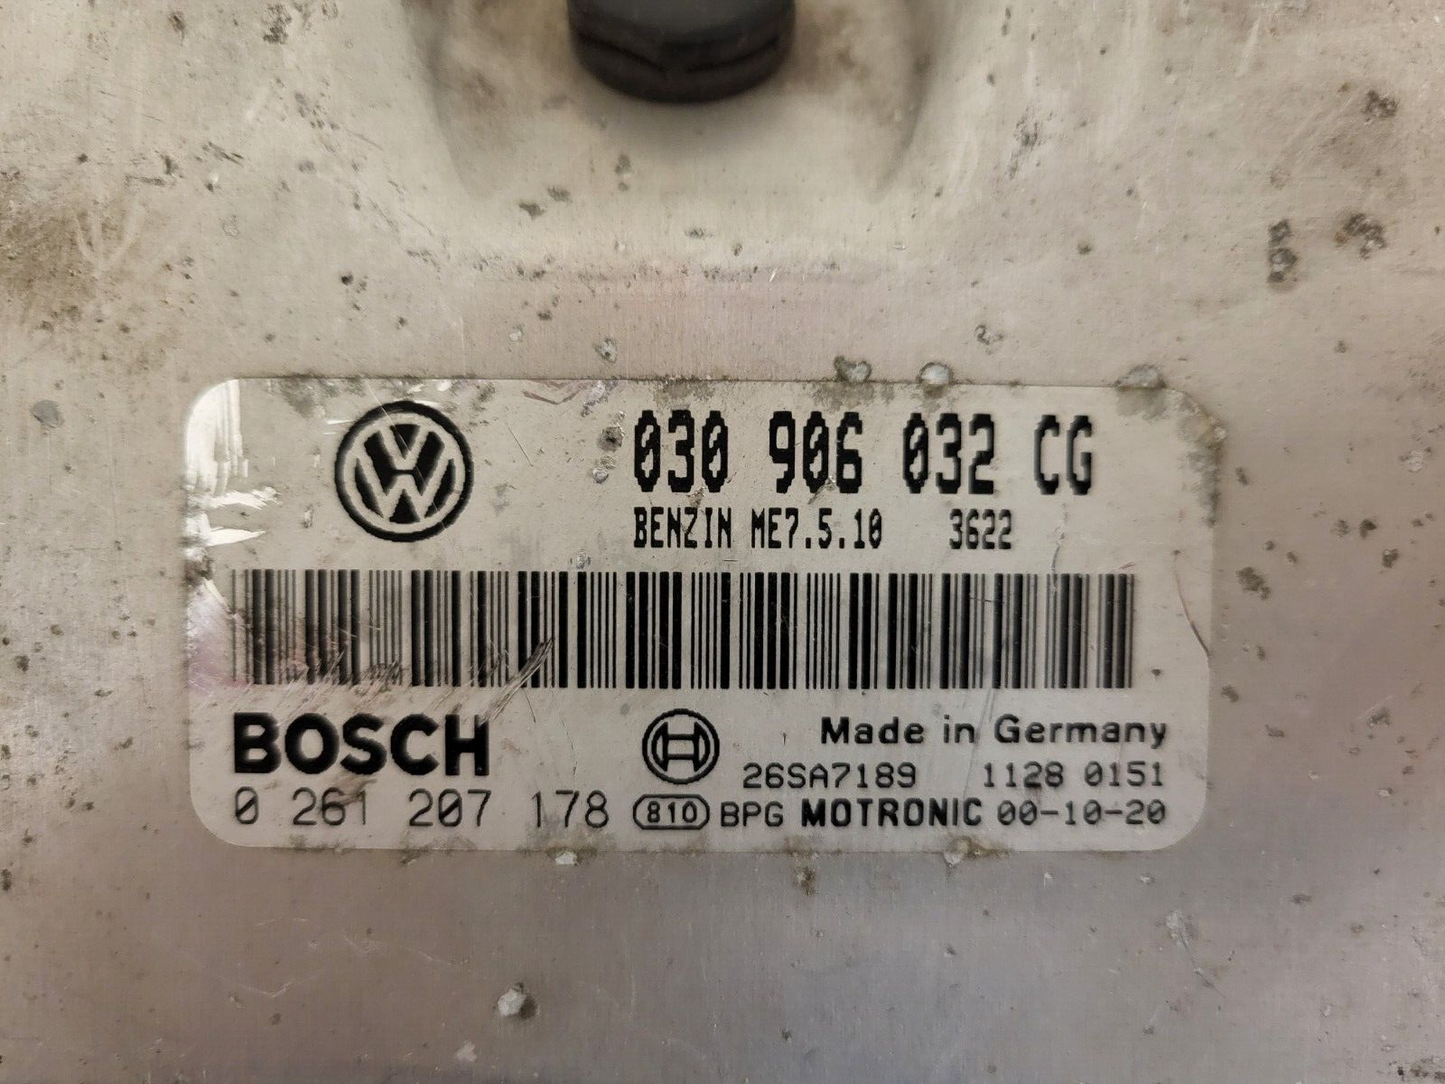 030 906 032 CG
BENZIN ME7.5.10 3622
BOSCH
Made in Germany
26SA7189 1128 0151
0 261 207 178 810 BPG MOTRONIC 00-10-20